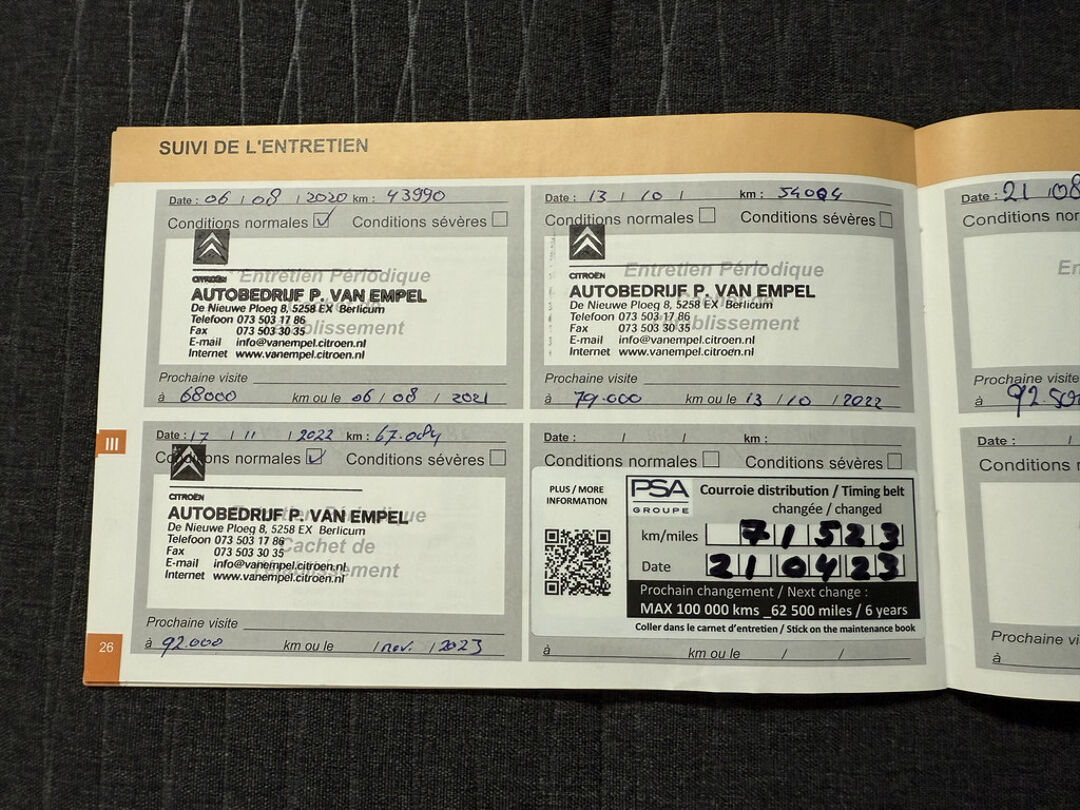 SUIVI DE L'ENTRETIEN
Date : 06 / 08 / 2020 km : 43990
Conditions normales Conditions sévères
Entretien Périodique
CITROËN
AUTOBEDRIJF P. VAN EMPEL
De Nieuwe Ploeg 8, 5258 EX Berlicum
Telefoon 073 503 17 86
Fax 073 503 30 35
E-mail info@vanempel.citroen.nl
Internet www.vanempel.citroen.nl
Prochaine visite
à 68000 km ou le 06 / 08 / 2021
Date : 13 / 10 / km : 54084
Conditions normales Conditions sévères
Entretien Périodique
CITROËN
AUTOBEDRIJF P. VAN EMPEL
De Nieuwe Ploeg 8, 5258 EX Berlicum
Telefoon 073 503 17 86
Fax 073 503 30 35
E-mail info@vanempel.citroen.nl
Internet www.vanempel.citroen.nl
Prochaine visite
à 79.000 km ou le 13 / 10 / 2022
III
Date : 17 / 11 / 2022 km : 67.084
Conditions normales Conditions sévères
CITROËN
AUTOBEDRIJF P. VAN EMPEL
De Nieuwe Ploeg 8, 5258 EX Berlicum
Telefoon 073 503 17 86
Fax 073 503 30 35
Cachet de
E-mail info@vanempel.citroen.nl
Internet www.vanempel.citroen.nl
Prochaine visite
à 92.000 km ou le / nov. / 2023
Date : / / km :
Conditions normales Conditions sévères
PLUS / MORE
INFORMATION
PSA
GROUPE
Courroie distribution / Timing belt
changée / changed
km/miles 71523
Date 210423
Prochain changement / Next change :
MAX 100 000 kms _62 500 miles / 6 years
Coller dans le carnet d'entretien / Stick on the maintenance book
à km ou le / /
26
Date : 21 / 08
Conditions
Prochaine visite
à 92.500
Date : /
Conditions
Prochaine
à